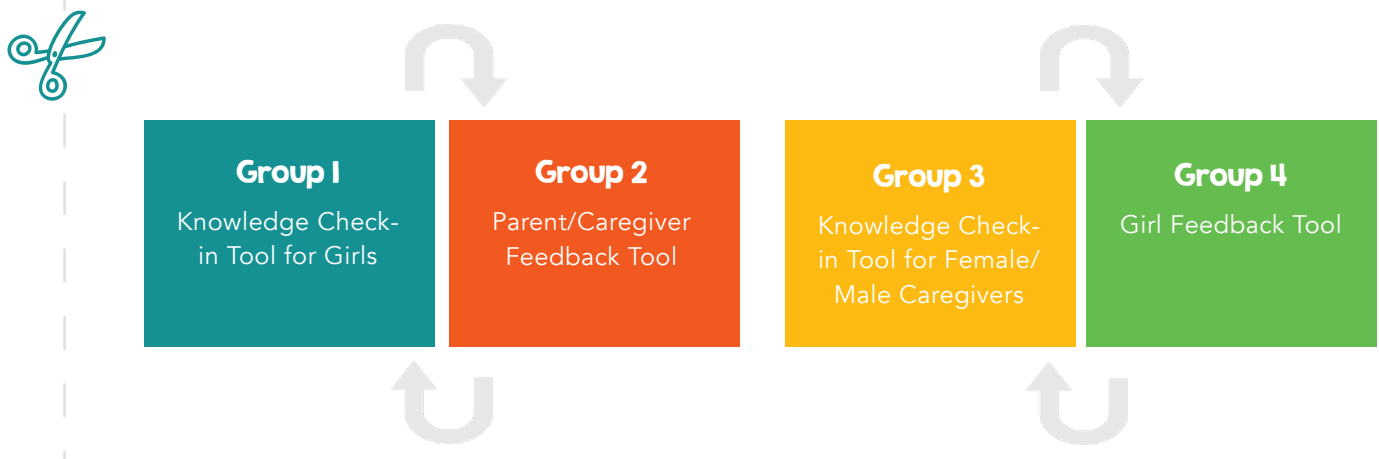 Group 1
Knowledge Check-
in Tool for Girls
Group 2
Parent/Caregiver
Feedback Tool
Group 3
Knowledge Check-
in Tool for Female/
Male Caregivers
Group 4
Girl Feedback Tool